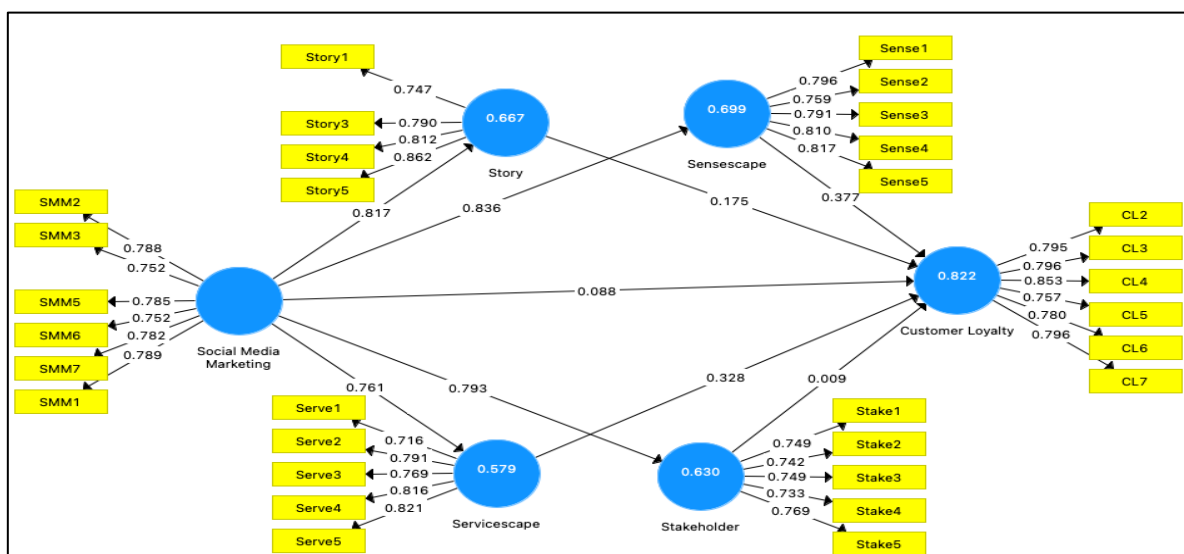 Story1
0.747
Story3
0.790
Story4
0.812
Story5
0.862
0.667
Story
Sense1
0.796
Sense2
0.759
Sense3
0.791
Sense4
0.810
Sense5
0.817
0.699
Sensescape
0.817
0.836
0.175
0.377
SMM2
0.788
SMM3
0.752
SMM5
0.785
SMM6
0.752
SMM7
0.782
SMM1
0.789
Social Media
Marketing
0.088
CL2
0.795
CL3
0.796
CL4
0.853
CL5
0.757
CL6
0.780
CL7
0.796
0.822
Customer Loyalty
0.761
0.793
0.328
0.009
Serve1
0.716
Serve2
0.791
Serve3
0.769
Serve4
0.816
Serve5
0.821
0.579
Servicescape
0.630
Stakeholder
Stake1
0.749
Stake2
0.742
Stake3
0.749
Stake4
0.733
Stake5
0.769